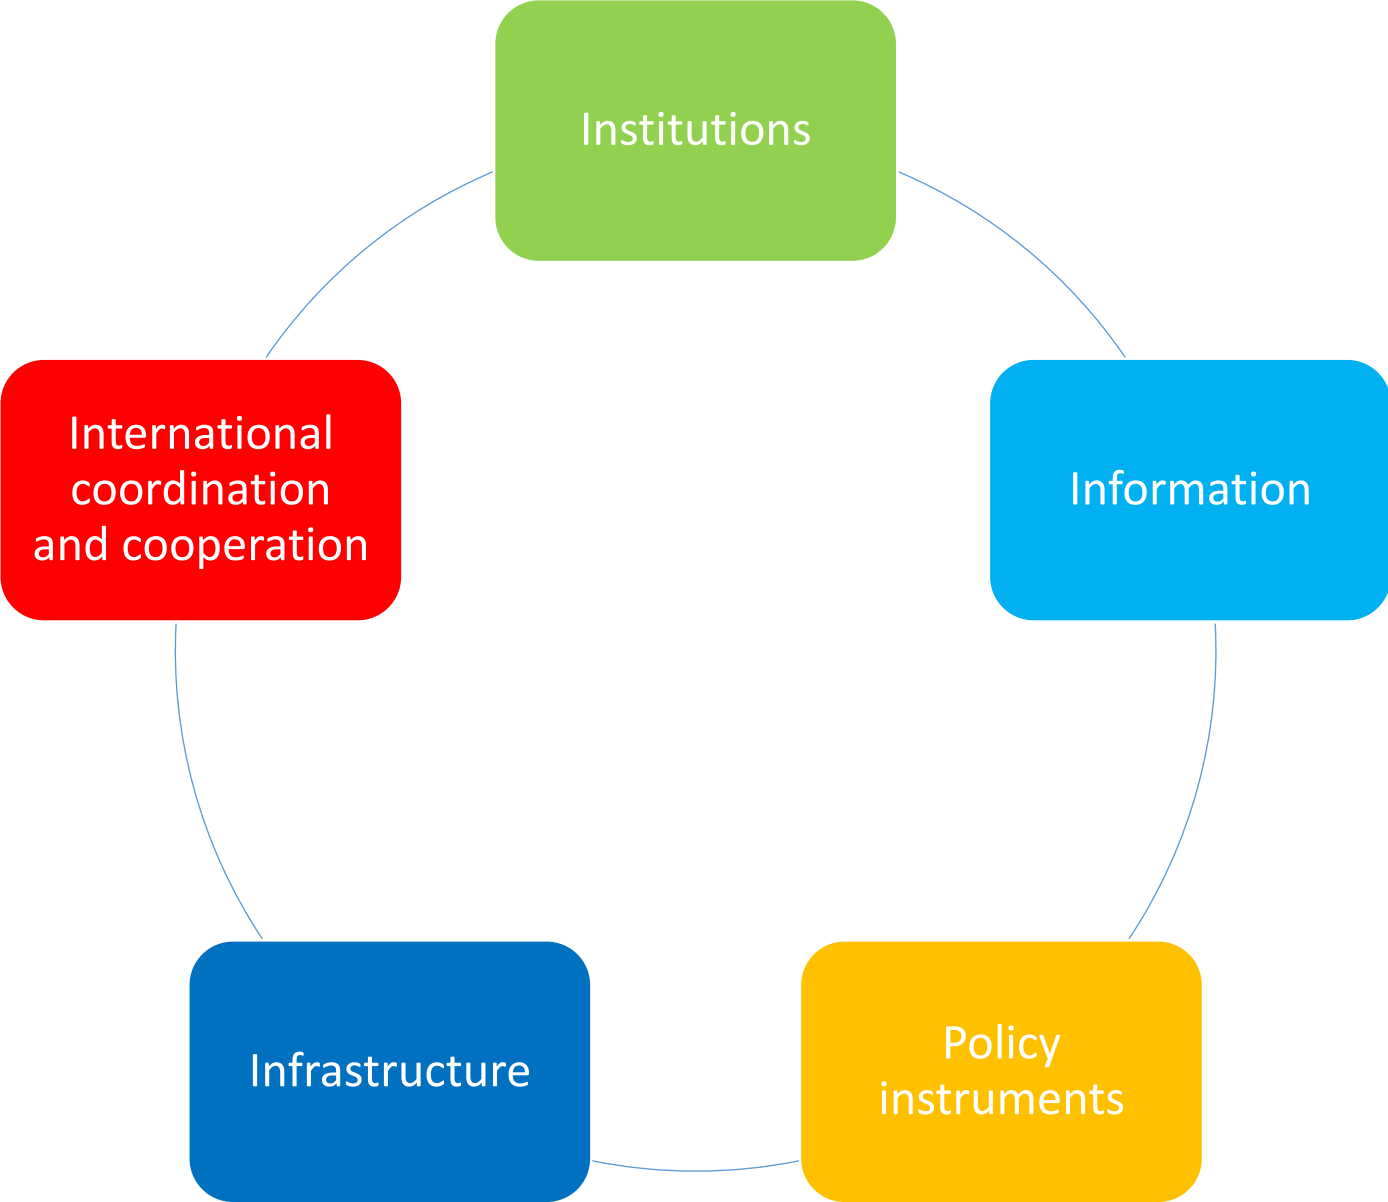 Institutions
Information
Policy
instruments
Infrastructure
International
coordination
and cooperation